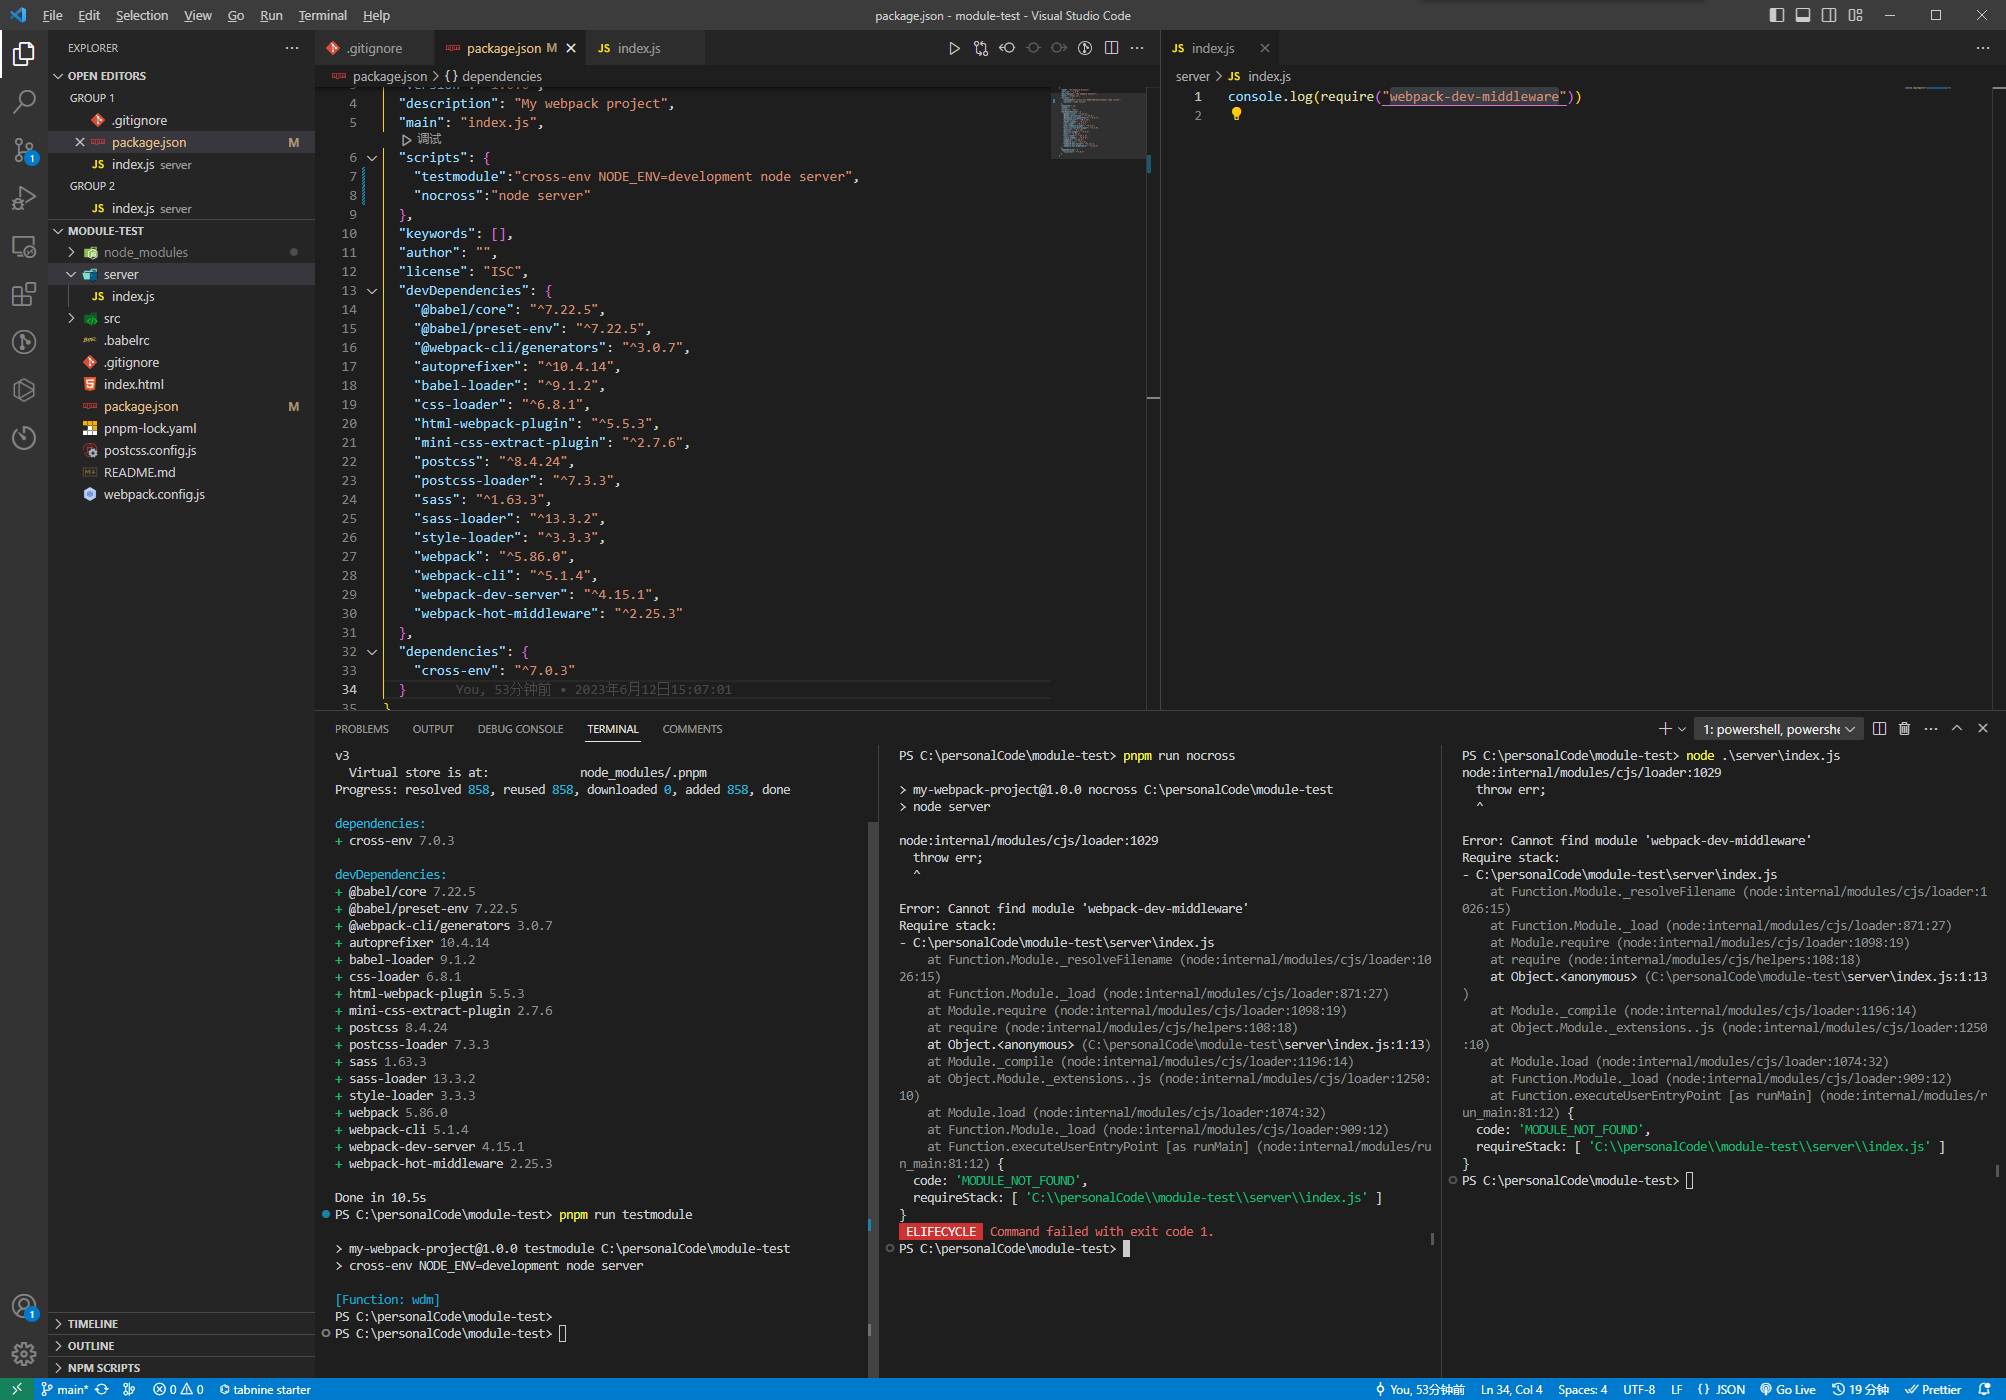 File Edit Selection View Go Run Terminal Help
package.json - module-test - Visual Studio Code
EXPLORER
OPEN EDITORS
GROUP 1
.gitignore
package.json M
JS index.js server
GROUP 2
JS index.js server
MODULE-TEST
node_modules
server
JS index.js
src
.babelrc
.gitignore
index.html
package.json M
pnpm-lock.yaml
postcss.config.js
README.md
webpack.config.js
TIMELINE
OUTLINE
NPM SCRIPTS
.gitignore
package.json M
JS index.js
package.json > {} dependencies
4 "description": "My webpack project",
5 "main": "index.js",
调试
6 "scripts": {
7 "testmodule":"cross-env NODE_ENV=development node server",
8 "nocross":"node server"
9 },
10 "keywords": [],
11 "author": "",
12 "license": "ISC",
13 "devDependencies": {
14 "@babel/core": "^7.22.5",
15 "@babel/preset-env": "^7.22.5",
16 "@webpack-cli/generators": "^3.0.7",
17 "autoprefixer": "^10.4.14",
18 "babel-loader": "^9.1.2",
19 "css-loader": "^6.8.1",
20 "html-webpack-plugin": "^5.5.3",
21 "mini-css-extract-plugin": "^2.7.6",
22 "postcss": "^8.4.24",
23 "postcss-loader": "^7.3.3",
24 "sass": "^1.63.3",
25 "sass-loader": "^13.3.2",
26 "style-loader": "^3.3.3",
27 "webpack": "^5.86.0",
28 "webpack-cli": "^5.1.4",
29 "webpack-dev-server": "^4.15.1",
30 "webpack-hot-middleware": "^2.25.3"
31 },
32 "dependencies": {
33 "cross-env": "^7.0.3"
34 } You, 53分钟前 • 2023年6月12日15:07:01
35 }
JS index.js
server > JS index.js
1 console.log(require("webpack-dev-middleware"))
2
PROBLEMS OUTPUT DEBUG CONSOLE TERMINAL COMMENTS
1: powershell, powershe
v3
Virtual store is at: node_modules/.pnpm
Progress: resolved 858, reused 858, downloaded 0, added 858, done
dependencies:
+ cross-env 7.0.3
devDependencies:
+ @babel/core 7.22.5
+ @babel/preset-env 7.22.5
+ @webpack-cli/generators 3.0.7
+ autoprefixer 10.4.14
+ babel-loader 9.1.2
+ css-loader 6.8.1
+ html-webpack-plugin 5.5.3
+ mini-css-extract-plugin 2.7.6
+ postcss 8.4.24
+ postcss-loader 7.3.3
+ sass 1.63.3
+ sass-loader 13.3.2
+ style-loader 3.3.3
+ webpack 5.86.0
+ webpack-cli 5.1.4
+ webpack-dev-server 4.15.1
+ webpack-hot-middleware 2.25.3
Done in 10.5s
PS C:\personalCode\module-test> pnpm run testmodule
> my-webpack-project@1.0.0 testmodule C:\personalCode\module-test
> cross-env NODE_ENV=development node server
[Function: wdm]
PS C:\personalCode\module-test>
PS C:\personalCode\module-test>
PS C:\personalCode\module-test> pnpm run nocross
> my-webpack-project@1.0.0 nocross C:\personalCode\module-test
> node server
node:internal/modules/cjs/loader:1029
throw err;
^
Error: Cannot find module 'webpack-dev-middleware'
Require stack:
- C:\personalCode\module-test\server\index.js
at Function.Module._resolveFilename (node:internal/modules/cjs/loader:10
26:15)
at Function.Module._load (node:internal/modules/cjs/loader:871:27)
at Module.require (node:internal/modules/cjs/loader:1098:19)
at require (node:internal/modules/cjs/helpers:108:18)
at Object.<anonymous> (C:\personalCode\module-test\server\index.js:1:13)
at Module._compile (node:internal/modules/cjs/loader:1196:14)
at Object.Module._extensions..js (node:internal/modules/cjs/loader:1250:
10)
at Module.load (node:internal/modules/cjs/loader:1074:32)
at Function.Module._load (node:internal/modules/cjs/loader:909:12)
at Function.executeUserEntryPoint [as runMain] (node:internal/modules/ru
n_main:81:12) {
code: 'MODULE_NOT_FOUND',
requireStack: [ 'C:\\personalCode\\module-test\\server\\index.js' ]
}
ELIFECYCLE Command failed with exit code 1.
PS C:\personalCode\module-test>
PS C:\personalCode\module-test> node .\server\index.js
node:internal/modules/cjs/loader:1029
throw err;
^
Error: Cannot find module 'webpack-dev-middleware'
Require stack:
- C:\personalCode\module-test\server\index.js
at Function.Module._resolveFilename (node:internal/modules/cjs/loader:1
026:15)
at Function.Module._load (node:internal/modules/cjs/loader:871:27)
at Module.require (node:internal/modules/cjs/loader:1098:19)
at require (node:internal/modules/cjs/helpers:108:18)
at Object.<anonymous> (C:\personalCode\module-test\server\index.js:1:13
)
at Module._compile (node:internal/modules/cjs/loader:1196:14)
at Object.Module._extensions..js (node:internal/modules/cjs/loader:1250
:10)
at Module.load (node:internal/modules/cjs/loader:1074:32)
at Function.Module._load (node:internal/modules/cjs/loader:909:12)
at Function.executeUserEntryPoint [as runMain] (node:internal/modules/r
un_main:81:12) {
code: 'MODULE_NOT_FOUND',
requireStack: [ 'C:\\personalCode\\module-test\\server\\index.js' ]
}
PS C:\personalCode\module-test>
main* 0 0 tabnine starter
You, 53分钟前 Ln 34, Col 4 Spaces: 4 UTF-8 LF {} JSON Go Live 19 分钟 Prettier